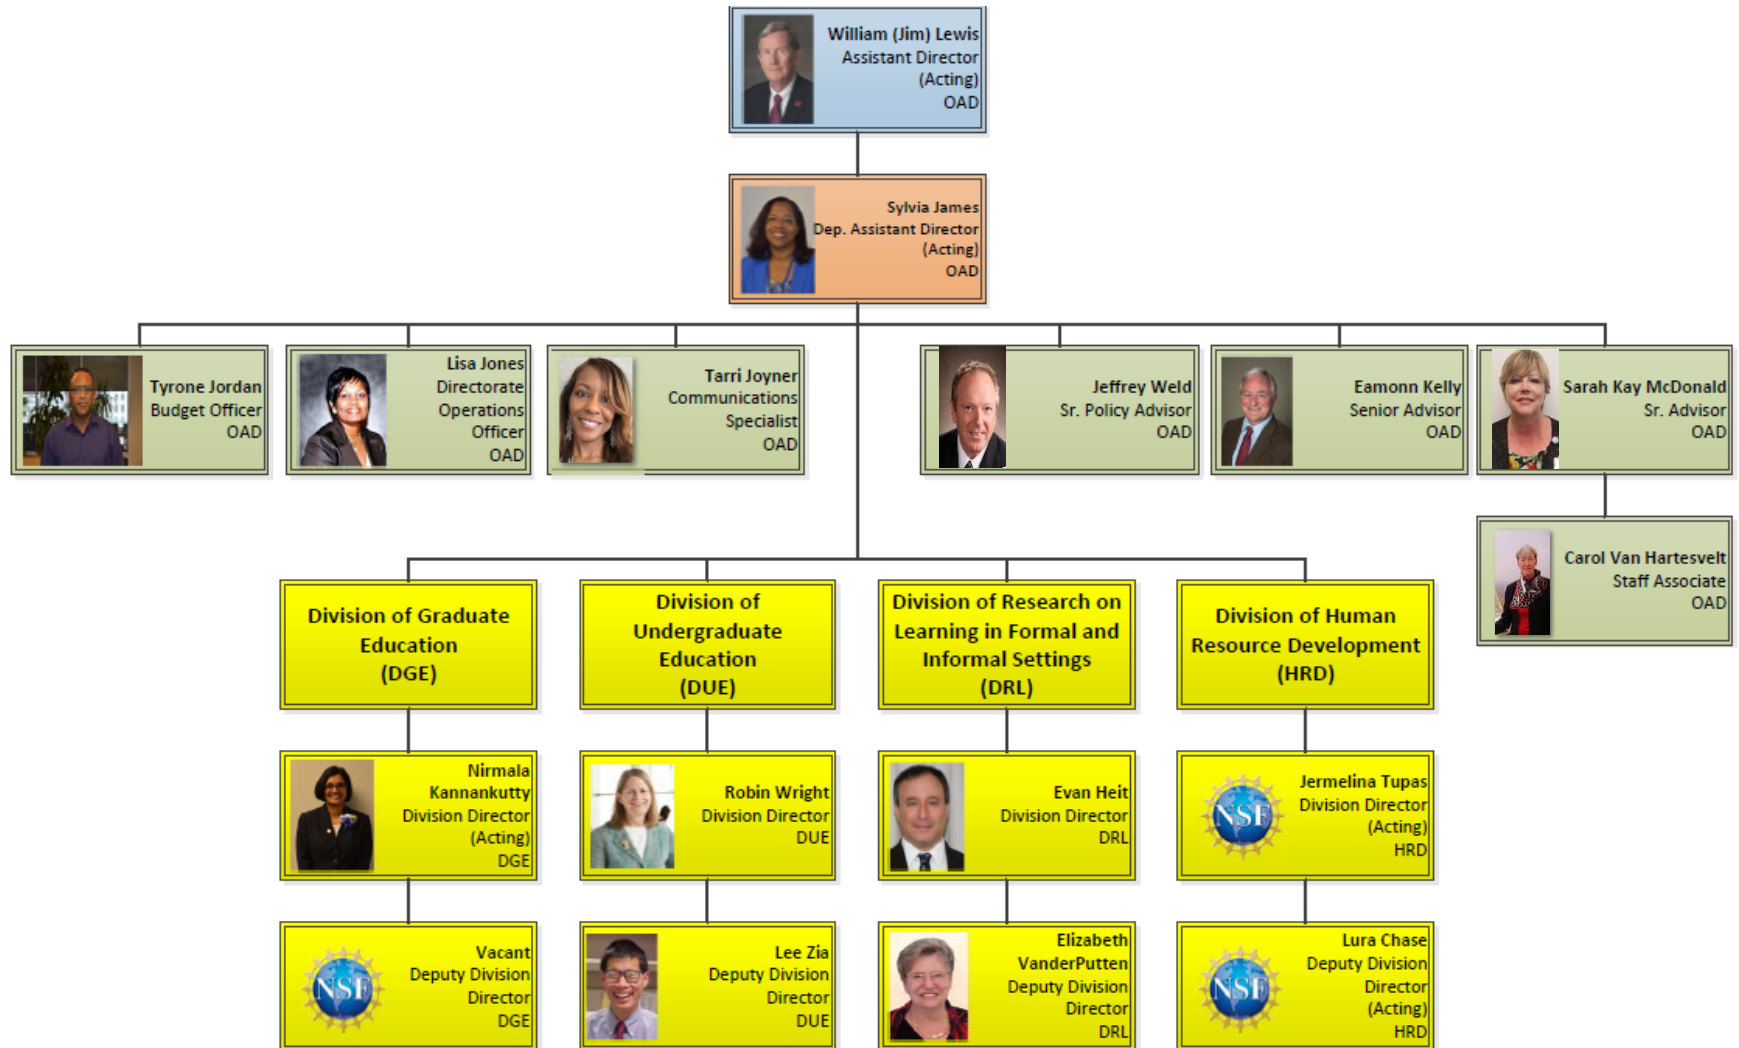 William (Jim) Lewis
Assistant Director
(Acting)
OAD
Sylvia James
Dep. Assistant Director
(Acting)
OAD
Tyrone Jordan
Budget Officer
OAD
Lisa Jones
Directorate
Operations
Officer
OAD
Tarri Joyner
Communications
Specialist
OAD
Jeffrey Weld
Sr. Policy Advisor
OAD
Eamonn Kelly
Senior Advisor
OAD
Sarah Kay McDonald
Sr. Advisor
OAD
Carol Van Hartesvelt
Staff Associate
OAD
Division of Graduate
Education
(DGE)
Division of
Undergraduate
Education
(DUE)
Division of Research on
Learning in Formal and
Informal Settings
(DRL)
Division of Human
Resource Development
(HRD)
Nirmala
Kannankutty
Division Director
(Acting)
DGE
Robin Wright
Division Director
DUE
Evan Heit
Division Director
DRL
NSF
Jermelina Tupas
Division Director
(Acting)
HRD
NSF
Vacant
Deputy Division
Director
DGE
Lee Zia
Deputy Division
Director
DUE
Elizabeth
VanderPutten
Deputy Division
Director
DRL
NSF
Lura Chase
Deputy Division
Director
(Acting)
HRD